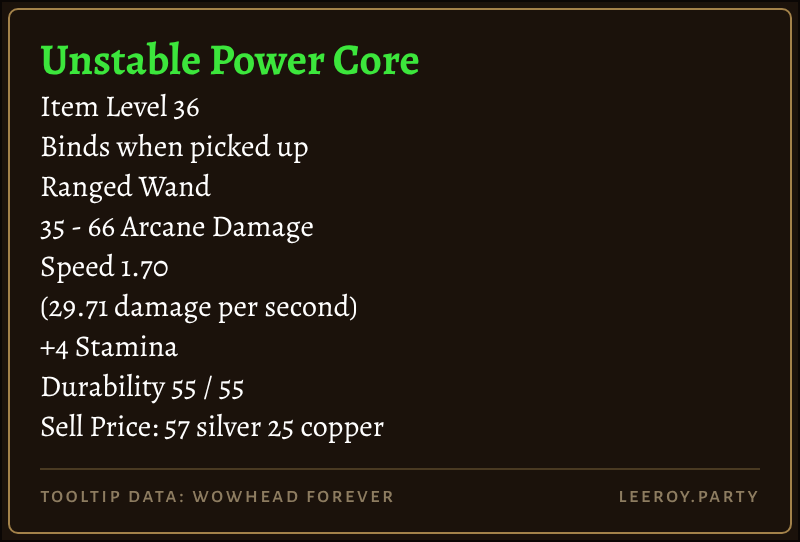 Unstable Power Core
Item Level 36
Binds when picked up
Ranged Wand
35 - 66 Arcane Damage
Speed 1.70
(29.71 damage per second)
+4 Stamina
Durability 55 / 55
Sell Price: 57 silver 25 copper
TOOLTIP DATA: WOWHEAD FOREVER
LEEROY.PARTY